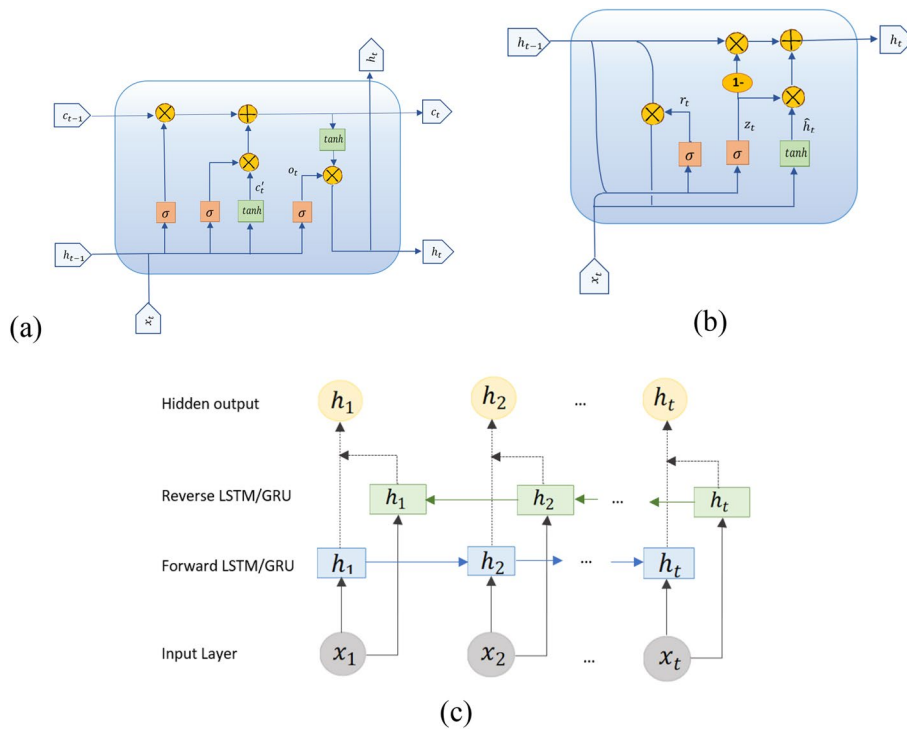 h_t
c_{t-1}
c_t
tanh
o_t
c'_t
σ
σ
tanh
σ
h_{t-1}
h_t
x_t
(a)
h_{t-1}
h_t
1-
r_t
z_t
ĥ_t
σ
σ
tanh
x_t
(b)
Hidden output
h_1
h_2
...
h_t
Reverse LSTM/GRU
h_1
h_2
...
h_t
Forward LSTM/GRU
h_1
h_2
...
h_t
Input Layer
x_1
x_2
...
x_t
(c)